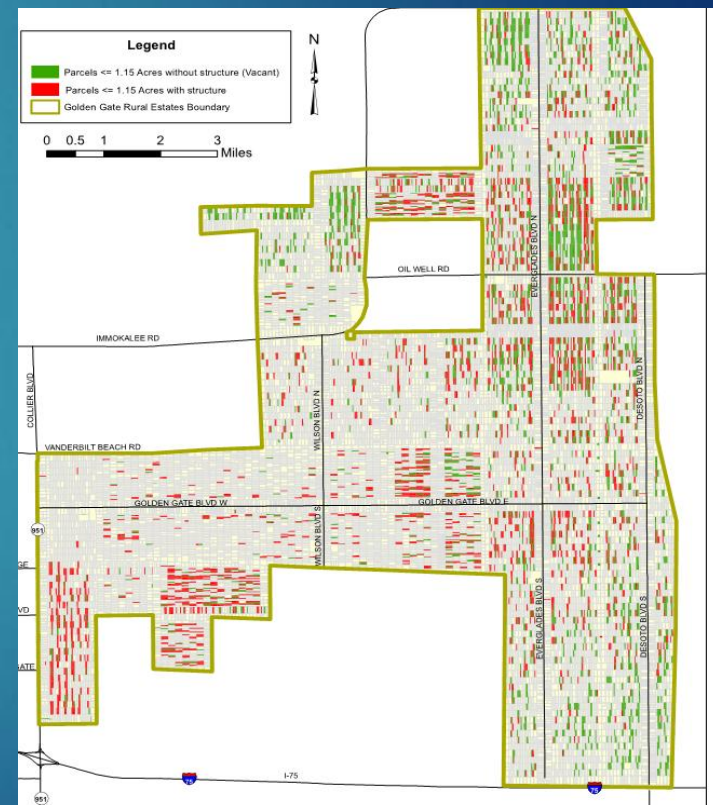 Legend
Parcels <= 1.15 Acres without structure (Vacant)
Parcels <= 1.15 Acres with structure
Golden Gate Rural Estates Boundary
N
0 0.5 1 2 3
Miles
EVERGLADES BLVD N
OIL WELL RD
IMMOKALEE RD
COLLIER BLVD
WILSON BLVD N
DESOTO BLVD N
VANDERBILT BEACH RD
GOLDEN GATE BLVD W
GOLDEN GATE BLVD E
951
WILSON BLVD S
GE
EVERGLADES BLVD S
DESOTO BLVD S
VD
GATE
I-75
75
75
951